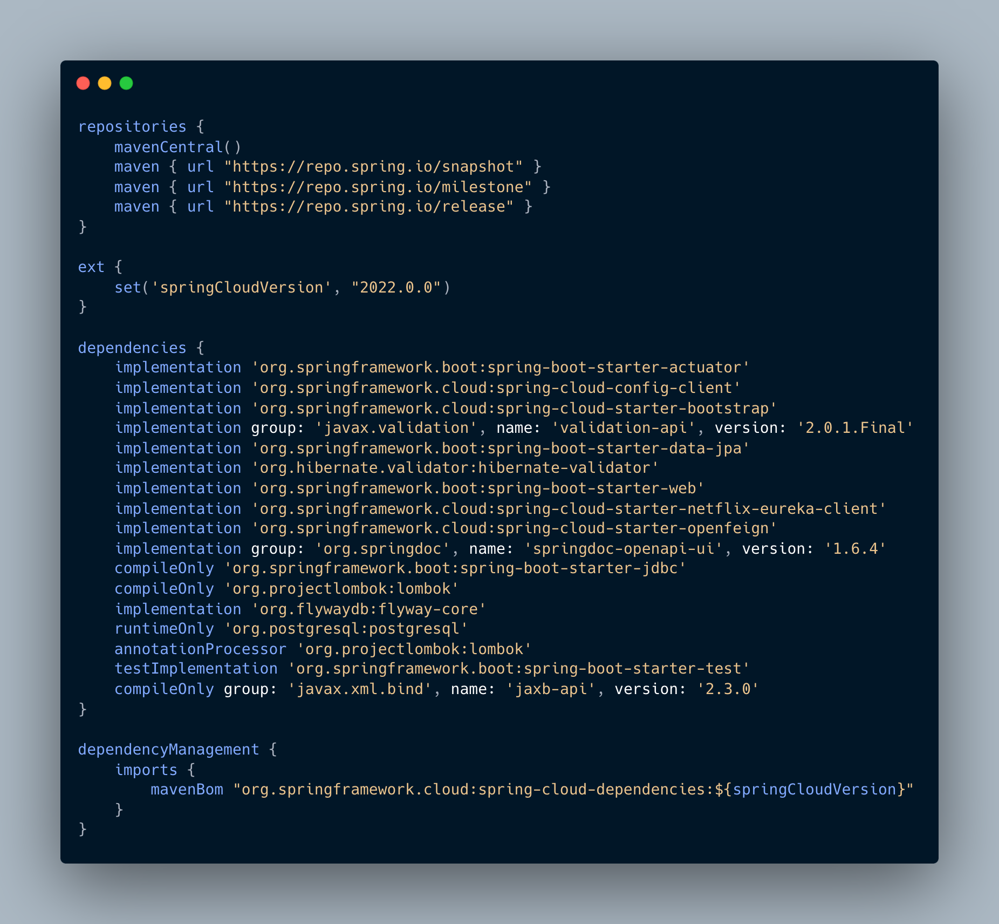 repositories {
    mavenCentral()
    maven { url "https://repo.spring.io/snapshot" }
    maven { url "https://repo.spring.io/milestone" }
    maven { url "https://repo.spring.io/release" }
}

ext {
    set('springCloudVersion', "2022.0.0")
}

dependencies {
    implementation 'org.springframework.boot:spring-boot-starter-actuator'
    implementation 'org.springframework.cloud:spring-cloud-config-client'
    implementation 'org.springframework.cloud:spring-cloud-starter-bootstrap'
    implementation group: 'javax.validation', name: 'validation-api', version: '2.0.1.Final'
    implementation 'org.springframework.boot:spring-boot-starter-data-jpa'
    implementation 'org.hibernate.validator:hibernate-validator'
    implementation 'org.springframework.boot:spring-boot-starter-web'
    implementation 'org.springframework.cloud:spring-cloud-starter-netflix-eureka-client'
    implementation 'org.springframework.cloud:spring-cloud-starter-openfeign'
    implementation group: 'org.springdoc', name: 'springdoc-openapi-ui', version: '1.6.4'
    compileOnly 'org.springframework.boot:spring-boot-starter-jdbc'
    compileOnly 'org.projectlombok:lombok'
    implementation 'org.flywaydb:flyway-core'
    runtimeOnly 'org.postgresql:postgresql'
    annotationProcessor 'org.projectlombok:lombok'
    testImplementation 'org.springframework.boot:spring-boot-starter-test'
    compileOnly group: 'javax.xml.bind', name: 'jaxb-api', version: '2.3.0'
}

dependencyManagement {
    imports {
        mavenBom "org.springframework.cloud:spring-cloud-dependencies:${springCloudVersion}"
    }
}